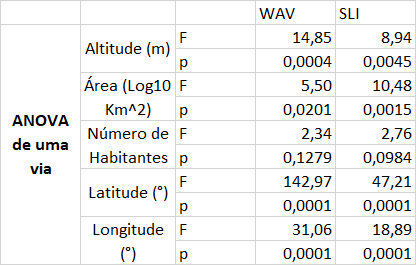 WAV SLI
ANOVA de uma via
Altitude (m) F 14,85 8,94
p 0,0004 0,0045
Área (Log10 Km^2) F 5,50 10,48
p 0,0201 0,0015
Número de Habitantes F 2,34 2,76
p 0,1279 0,0984
Latitude (°) F 142,97 47,21
p 0,0001 0,0001
Longitude (°) F 31,06 18,89
p 0,0001 0,0001